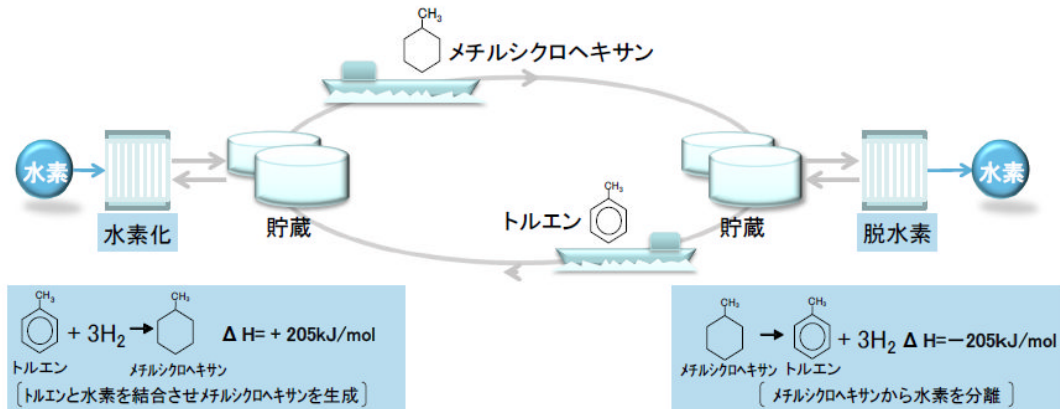 CH₃
メチルシクロヘキサン
水素
水素化
貯蔵
CH₃
トルエン
貯蔵
脱水素
水素
CH₃
+ 3H₂ → CH₃ Δ H= + 205kJ/mol
トルエン メチルシクロヘキサン
[トルエンと水素を結合させメチルシクロヘキサンを生成]
CH₃
→ CH₃ + 3H₂ Δ H=－205kJ/mol
メチルシクロヘキサン トルエン
[メチルシクロヘキサンから水素を分離]